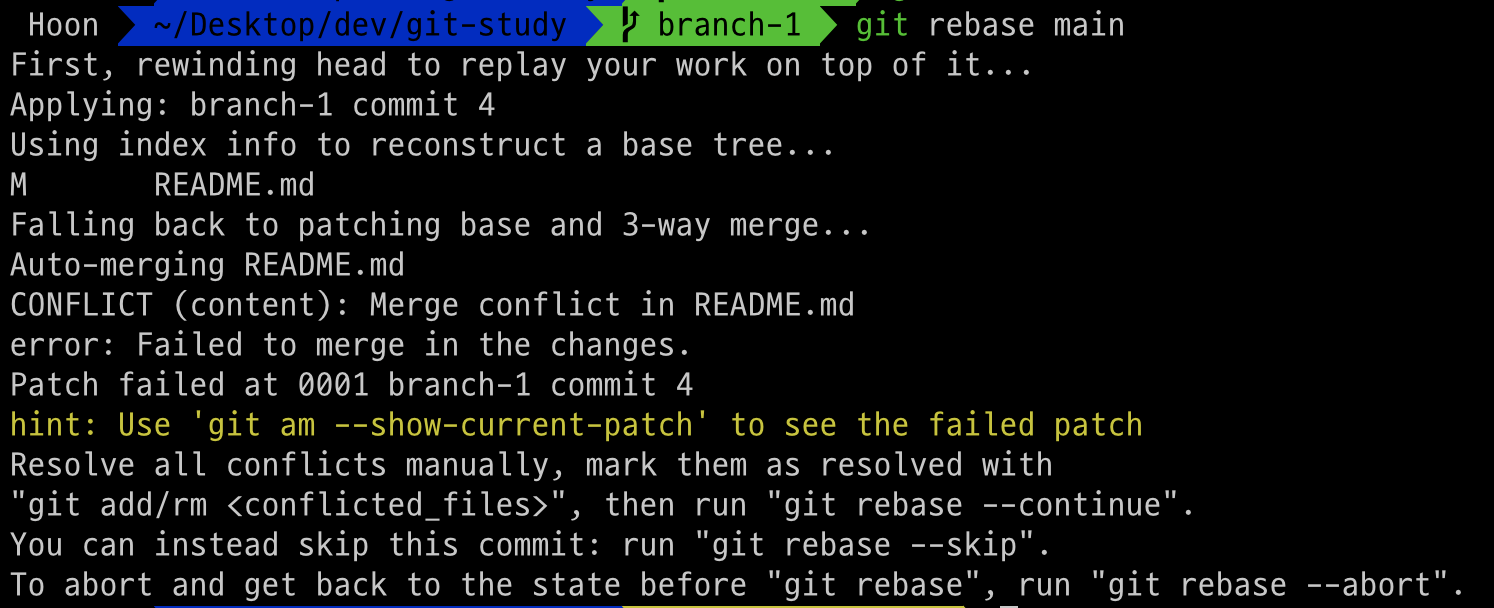 Hoon ~/Desktop/dev/git-study branch-1 git rebase main
First, rewinding head to replay your work on top of it...
Applying: branch-1 commit 4
Using index info to reconstruct a base tree...
M       README.md
Falling back to patching base and 3-way merge...
Auto-merging README.md
CONFLICT (content): Merge conflict in README.md
error: Failed to merge in the changes.
Patch failed at 0001 branch-1 commit 4
hint: Use 'git am --show-current-patch' to see the failed patch
Resolve all conflicts manually, mark them as resolved with
"git add/rm <conflicted_files>", then run "git rebase --continue".
You can instead skip this commit: run "git rebase --skip".
To abort and get back to the state before "git rebase", run "git rebase --abort".